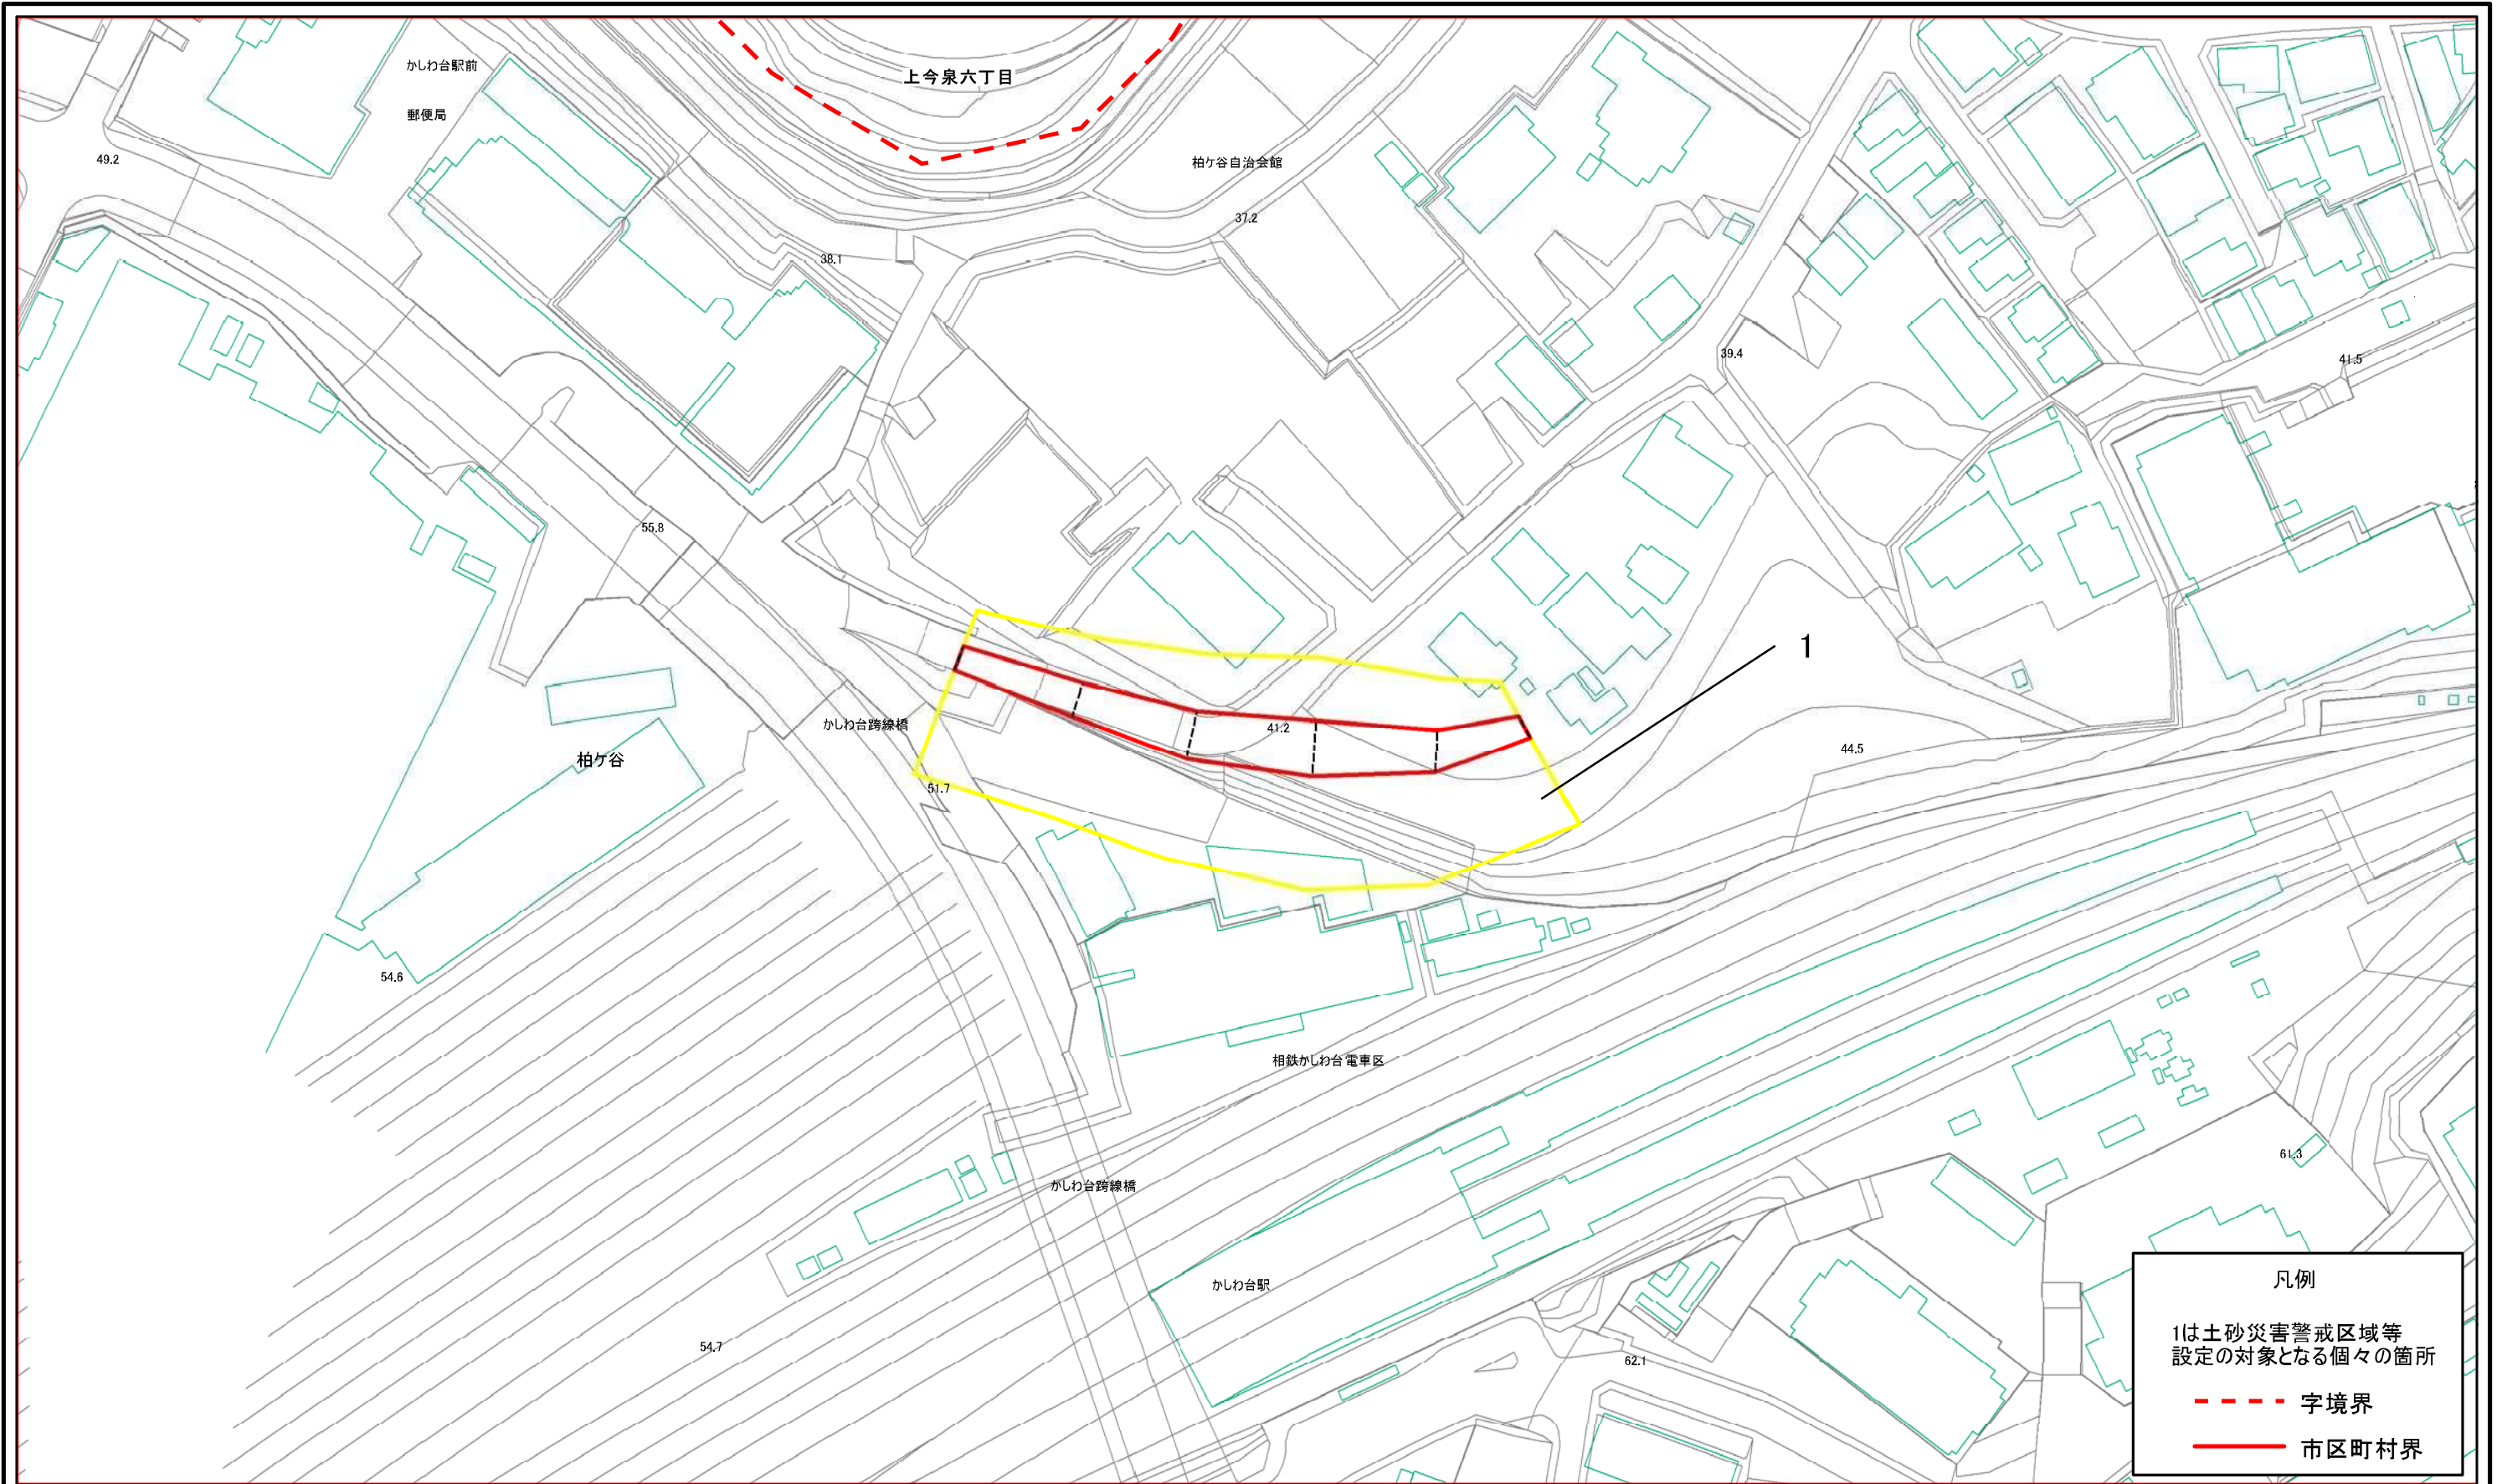 上今泉六丁目
かしわ台駅前
郵便局
49.2
柏ケ谷自治会館
37.2
38.1
39.4
41.5
55.8
1
41.2
かしわ台跨線橋
44.5
柏ケ谷
51.7
54.6
相鉄かしわ台電車区
61.3
かしわ台跨線橋
かしわ台駅
54.7
62.1
凡例
1は土砂災害警戒区域等
設定の対象となる個々の箇所
字境界
市区町村界